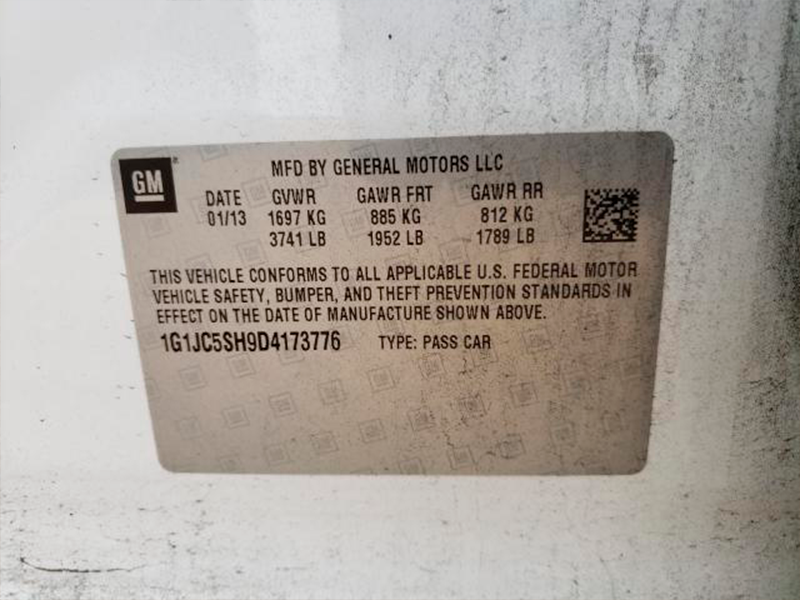 GM
MFD BY GENERAL MOTORS LLC
DATE GVWR GAWR FRT GAWR RR
01/13 1697 KG 885 KG 812 KG
3741 LB 1952 LB 1789 LB
THIS VEHICLE CONFORMS TO ALL APPLICABLE U.S. FEDERAL MOTOR
VEHICLE SAFETY, BUMPER, AND THEFT PREVENTION STANDARDS IN
EFFECT ON THE DATE OF MANUFACTURE SHOWN ABOVE.
1G1JC5SH9D4173776 TYPE: PASS CAR